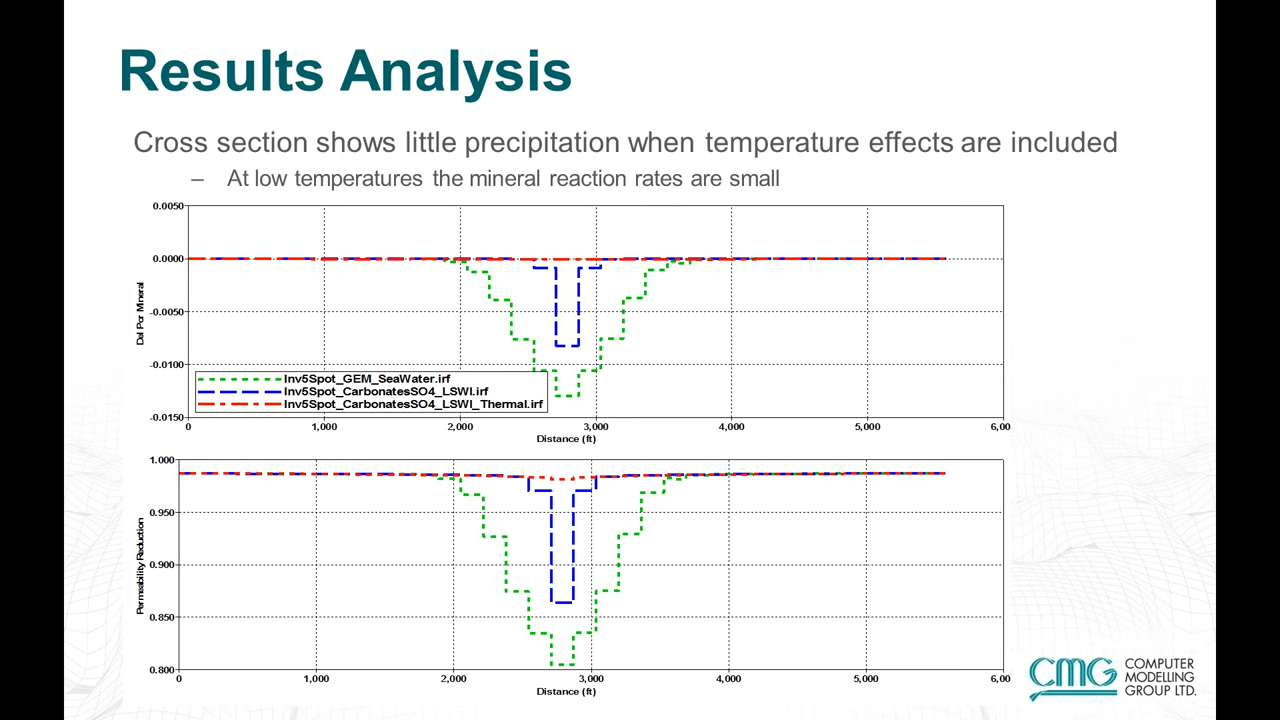 Results Analysis
Cross section shows little precipitation when temperature effects are included
– At low temperatures the mineral reaction rates are small
0.0050
0.0000
-0.0050
-0.0100
-0.0150
Del Por Mineral
Inv5Spot_GEM_SeaWater.irf
Inv5Spot_CarbonatesSO4_LSWI.irf
Inv5Spot_CarbonatesSO4_LSWI_Thermal.irf
0 1,000 2,000 3,000 4,000 5,000 6,00
Distance (ft)
1.000
0.950
0.900
0.850
0.800
Permeability Reduction
0 1,000 2,000 3,000 4,000 5,000 6,00
Distance (ft)
CMG COMPUTER
MODELLING
GROUP LTD.